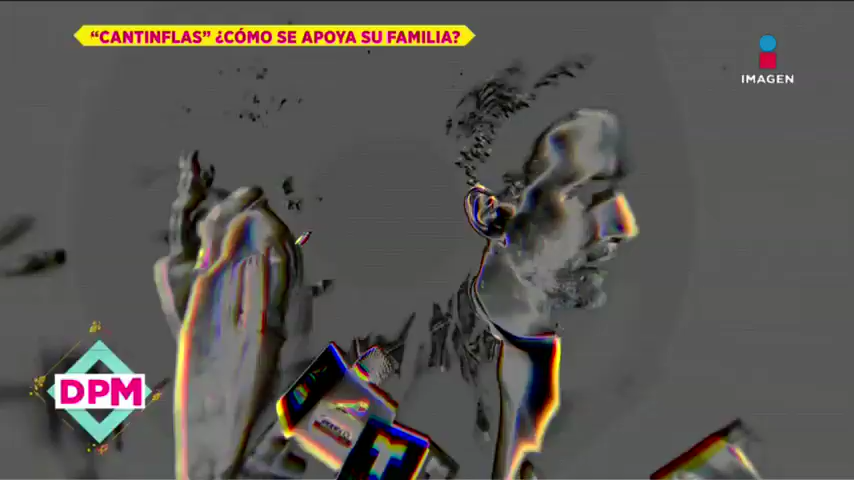 “CANTINFLAS” ¿CÓMO SE APOYA SU FAMILIA?
IMAGEN
DPM
T